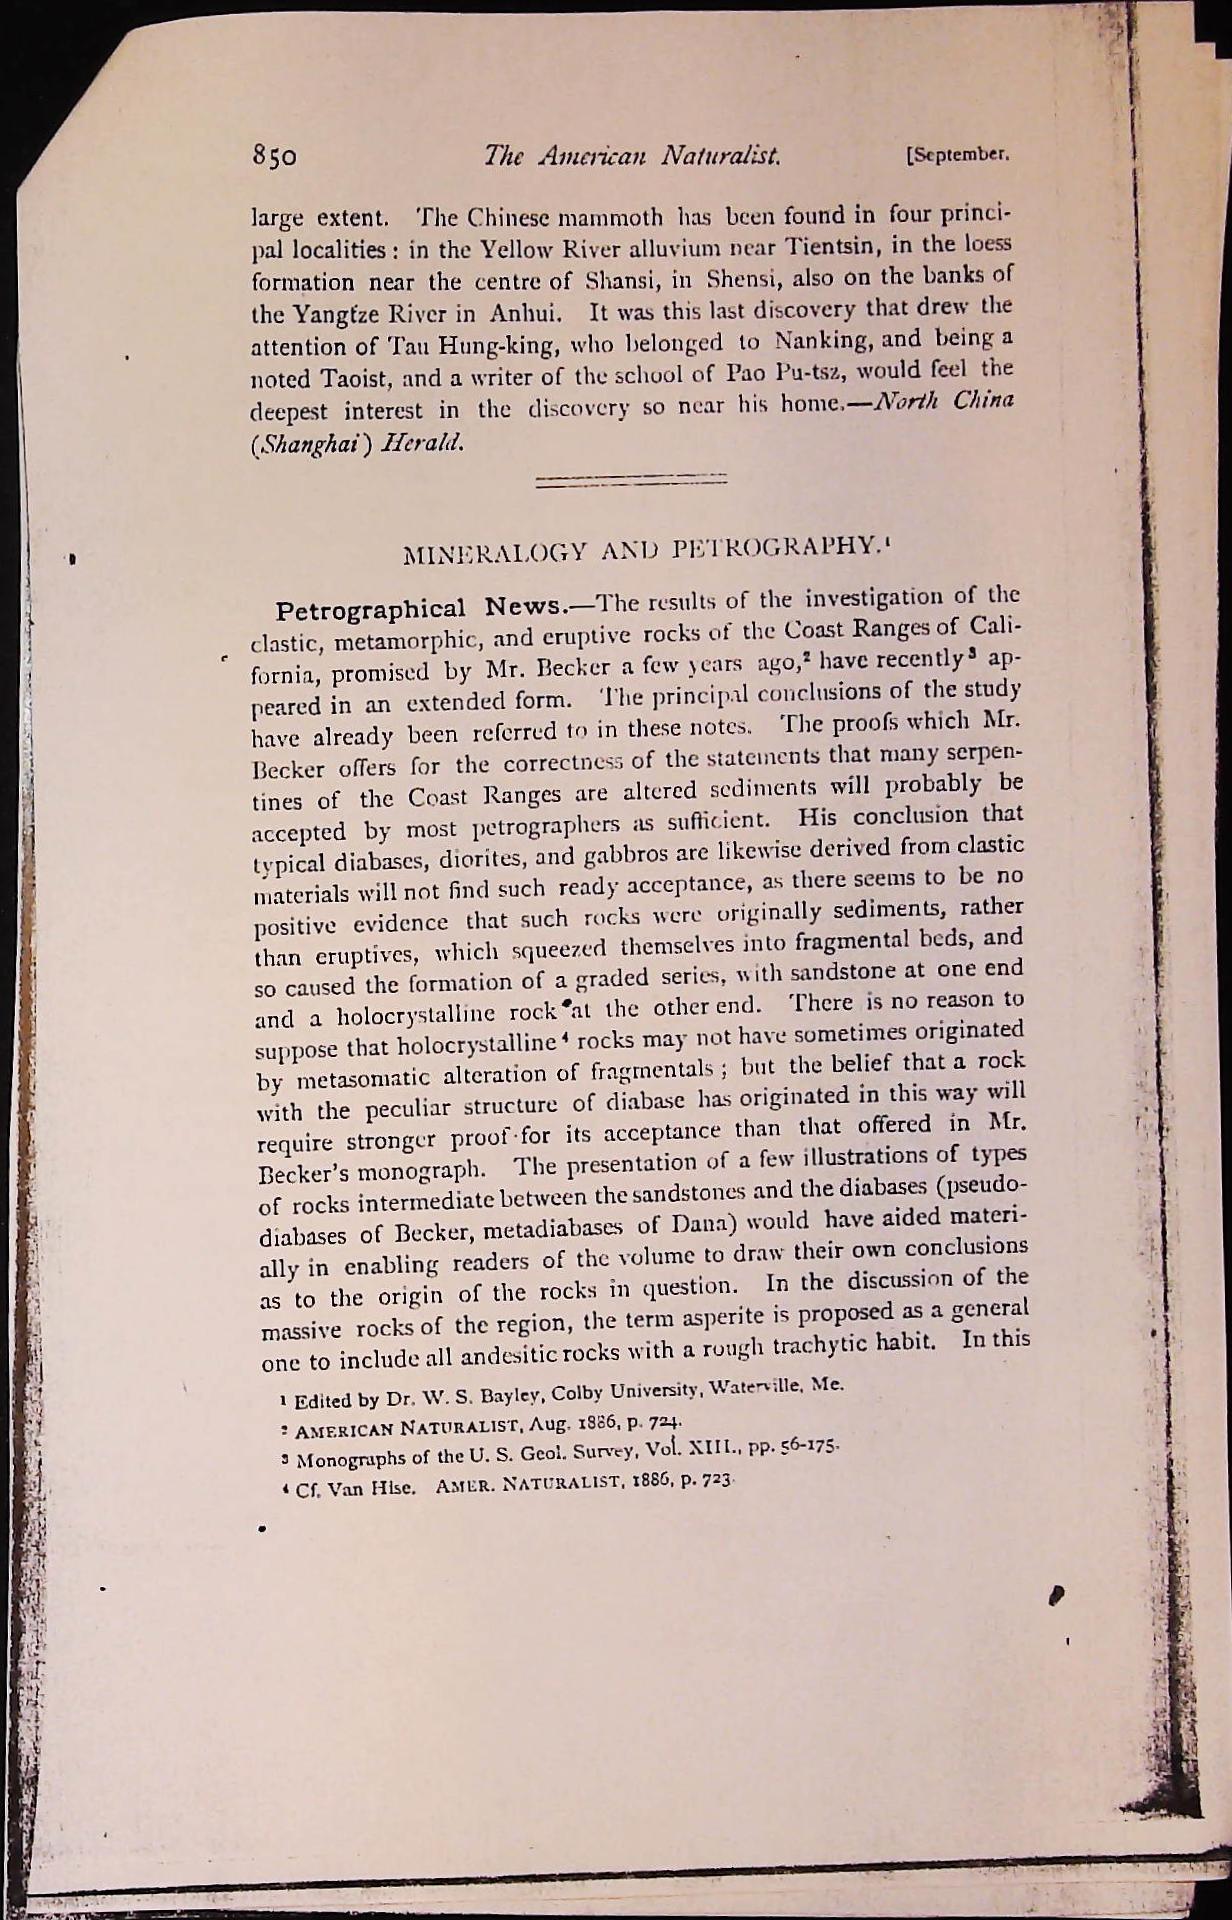 850 The American Naturalist. [September,
large extent. The Chinese mammoth has been found in four princi-
pal localities : in the Yellow River alluvium near Tientsin, in the loess
formation near the centre of Shansi, in Shensi, also on the banks of
the Yangtze River in Anhui. It was this last discovery that drew the
attention of Tau Hung-king, who belonged to Nanking, and being a
noted Taoist, and a writer of the school of Pao Pu-tsz, would feel the
deepest interest in the discovery so near his home.—North China
(Shanghai) Herald.
MINERALOGY AND PETROGRAPHY.¹
Petrographical News.—The results of the investigation of the
clastic, metamorphic, and eruptive rocks of the Coast Ranges of Cali-
fornia, promised by Mr. Becker a few years ago,² have recently³ ap-
peared in an extended form. The principal conclusions of the study
have already been referred to in these notes. The proofs which Mr.
Becker offers for the correctness of the statements that many serpen-
tines of the Coast Ranges are altered sediments will probably be
accepted by most petrographers as sufficient. His conclusion that
typical diabases, diorites, and gabbros are likewise derived from clastic
materials will not find such ready acceptance, as there seems to be no
positive evidence that such rocks were originally sediments, rather
than eruptives, which squeezed themselves into fragmental beds, and
so caused the formation of a graded series, with sandstone at one end
and a holocrystalline rock at the other end. There is no reason to
suppose that holocrystalline⁴ rocks may not have sometimes originated
by metasomatic alteration of fragmentals ; but the belief that a rock
with the peculiar structure of diabase has originated in this way will
require stronger proof for its acceptance than that offered in Mr.
Becker's monograph. The presentation of a few illustrations of types
of rocks intermediate between the sandstones and the diabases (pseudo-
diabases of Becker, metadiabases of Dana) would have aided materi-
ally in enabling readers of the volume to draw their own conclusions
as to the origin of the rocks in question. In the discussion of the
massive rocks of the region, the term asperite is proposed as a general
one to include all andesitic rocks with a rough trachytic habit. In this
¹ Edited by Dr. W. S. Bayley, Colby University, Waterville, Me.
² AMERICAN NATURALIST, Aug. 1886, p. 724.
³ Monographs of the U. S. Geol. Survey, Vol. XIII., pp. 56-175.
⁴ Cf. Van Hise. AMER. NATURALIST, 1886, p. 723.